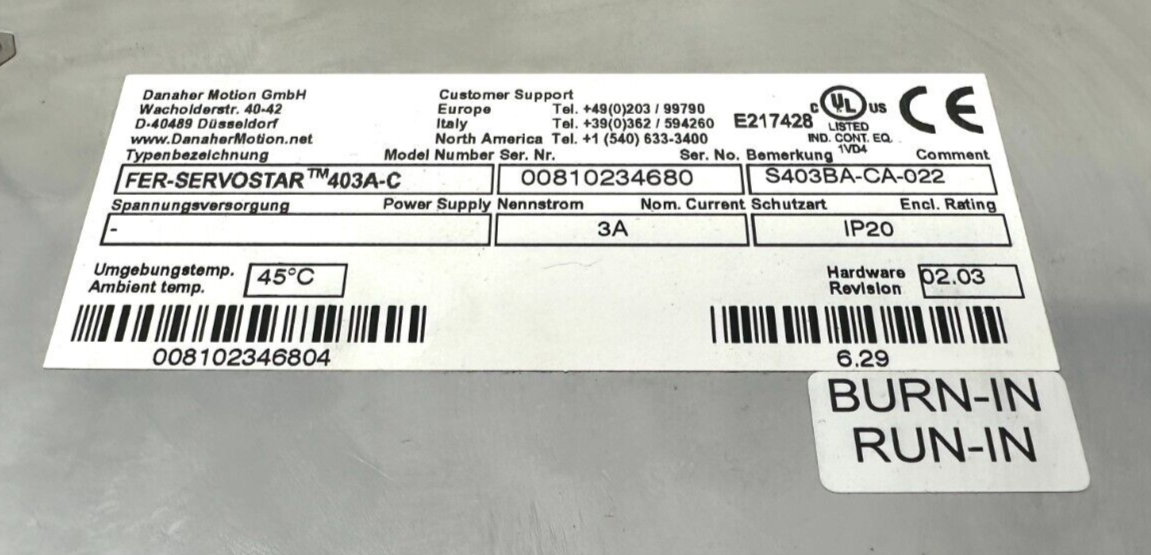 Danaher Motion GmbH
Wacholderstr. 40-42
D-40489 Düsseldorf
www.DanaherMotion.net
Customer Support
Europe Tel. +49(0)203 / 99790
Italy Tel. +39(0)362 / 594260
North America Tel. +1 (540) 633-3400
E217428
C UL US
LISTED
IND. CONT. EQ.
1VD4
CE
Typenbezeichnung Model Number Ser. Nr. Ser. No. Bemerkung Comment
FER-SERVOSTAR™403A-C 00810234680 S403BA-CA-022
Spannungsversorgung Power Supply Nennstrom Nom. Current Schutzart Encl. Rating
- 3A IP20
Umgebungstemp.
Ambient temp.
45°C
Hardware
Revision
02.03
008102346804
6.29
BURN-IN
RUN-IN